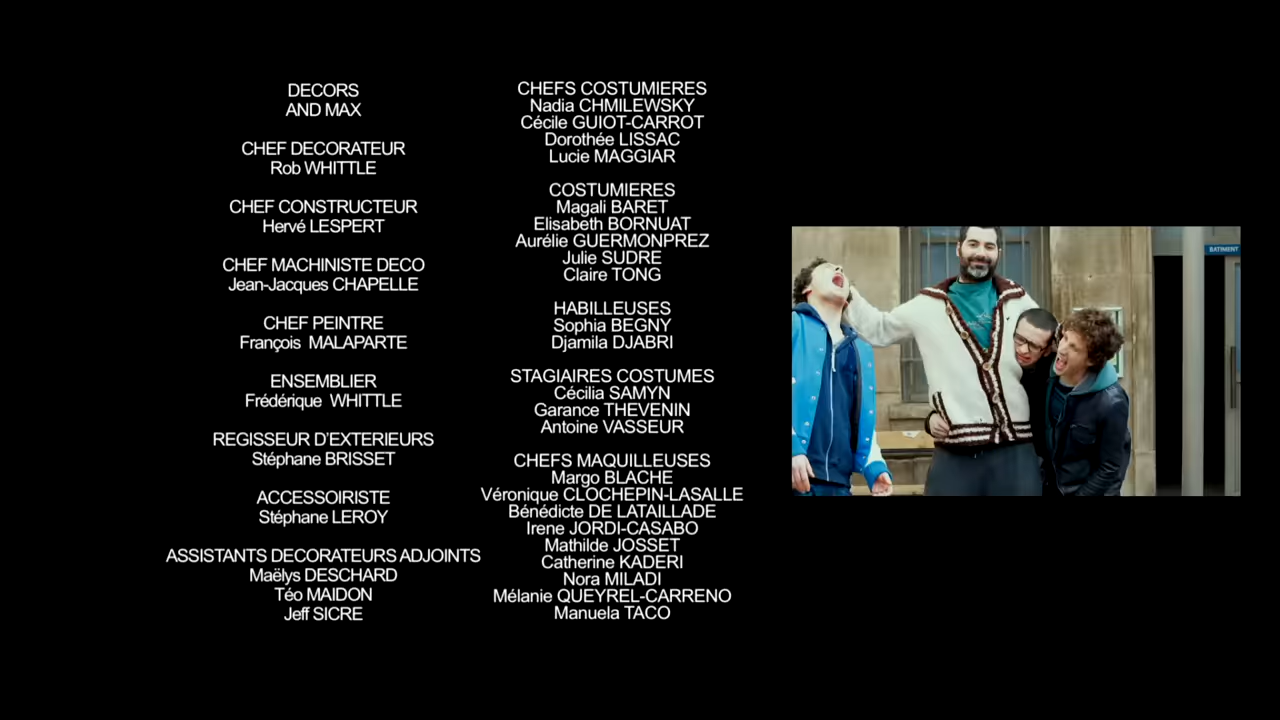 DECORS
AND MAX
CHEF DECORATEUR
Rob WHITTLE
CHEF CONSTRUCTEUR
Hervé LESPERT
CHEF MACHINISTE DECO
Jean-Jacques CHAPELLE
CHEF PEINTRE
François MALAPARTE
ENSEMBLIER
Frédérique WHITTLE
REGISSEUR D'EXTERIEURS
Stéphane BRISSET
ACCESSOIRISTE
Stéphane LEROY
ASSISTANTS DECORATEURS ADJOINTS
Maëlys DESCHARD
Téo MAIDON
Jeff SICRE
CHEFS COSTUMIERES
Nadia CHMILEWSKY
Cécile GUIOT-CARROT
Dorothée LISSAC
Lucie MAGGIAR
COSTUMIERES
Magali BARET
Elisabeth BORNUAT
Aurélie GUERMONPREZ
Julie SUDRE
Claire TONG
HABILLEUSES
Sophia BEGNY
Djamila DJABRI
STAGIAIRES COSTUMES
Cécilia SAMYN
Garance THEVENIN
Antoine VASSEUR
CHEFS MAQUILLEUSES
Margo BLACHE
Véronique CLOCHEPIN-LASALLE
Bénédicte DE LATAILLADE
Irene JORDI-CASABO
Mathilde JOSSET
Catherine KADERI
Nora MILADI
Mélanie QUEYREL-CARRENO
Manuela TACO
BATIMENT